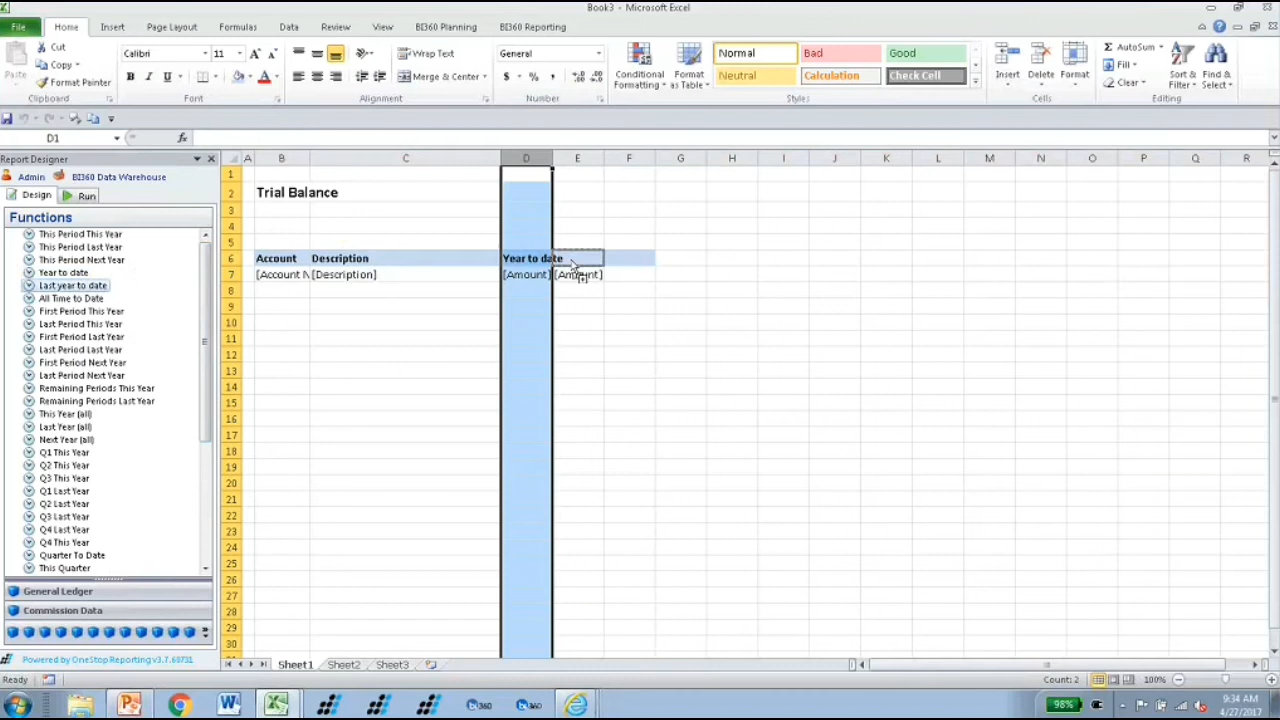 Book3 - Microsoft Excel
File Home Insert Page Layout Formulas Data Review View BI360 Planning BI360 Reporting
Paste
Cut
Copy
Format Painter
Clipboard
Calibri 11
B I U
Font
Wrap Text
Merge & Center
Alignment
General
$ % ,
Number
Conditional Formatting
Format as Table
Normal Bad Good
Neutral Calculation Check Cell
Styles
Insert Delete Format
Cells
AutoSum
Fill
Clear
Sort & Filter
Find & Select
Editing
D1 fx
Report Designer
Admin BI360 Data Warehouse
Design Run
Functions
This Period This Year
This Period Last Year
This Period Next Year
Year to date
Last year to date
All Time to Date
First Period This Year
Last Period This Year
First Period Last Year
Last Period Last Year
First Period Next Year
Last Period Next Year
Remaining Periods This Year
Remaining Periods Last Year
This Year (all)
Last Year (all)
Next Year (all)
Q1 This Year
Q2 This Year
Q3 This Year
Q1 Last Year
Q2 Last Year
Q3 Last Year
Q4 Last Year
Q4 This Year
Quarter To Date
This Quarter
General Ledger
Commission Data
Powered by OneStop Reporting v3.7.60731
A B C D E F G H I J K L M N O P Q R
1
2 Trial Balance
3
4
5
6 Account Description Year to date
7 [Account N [Description] [Amount] [Amount]
8
9
10
11
12
13
14
15
16
17
18
19
20
21
22
23
24
25
26
27
28
29
30
Sheet1 Sheet2 Sheet3
Ready Count: 2 100%
98% 9:34 AM
4/27/2017